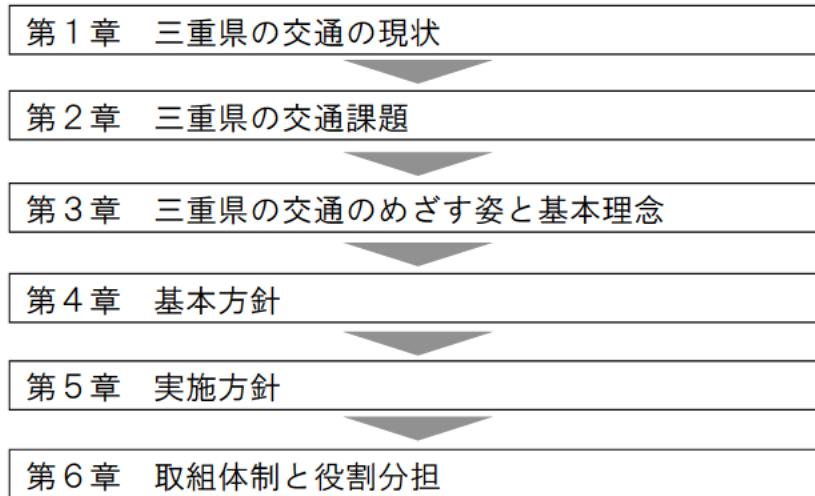 第１章　三重県の交通の現状
第２章　三重県の交通課題
第３章　三重県の交通のめざす姿と基本理念
第４章　基本方針
第５章　実施方針
第６章　取組体制と役割分担